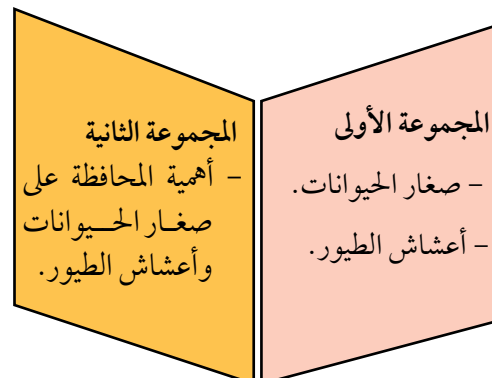 المجموعة الأولى
– صغار الحيوانات.
– أعشاش الطيور.
المجموعة الثانية
– أهمية المحافظة على
صغار الحيوانات
وأعشاش الطيور.